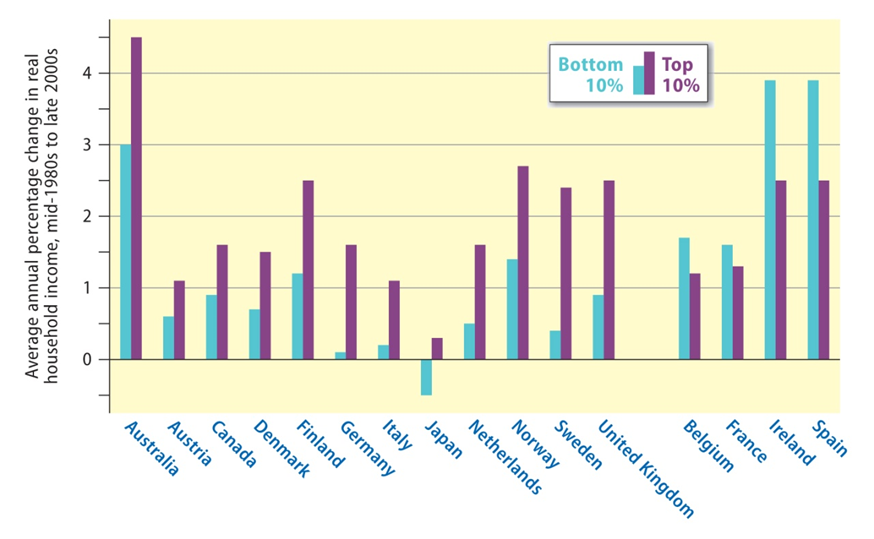 Average annual percentage change in real
household income, mid-1980s to late 2000s
4
3
2
1
0
Bottom 10%
Top 10%
Australia
Austria
Canada
Denmark
Finland
Germany
Italy
Japan
Netherlands
Norway
Sweden
United Kingdom
Belgium
France
Ireland
Spain